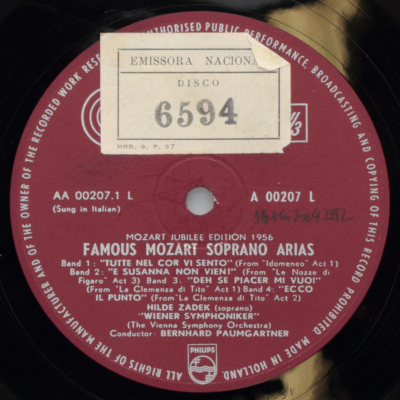 ALL RIGHTS OF THE MANUFACTURER AND OF THE OWNER OF THE RECORDED WORK RESERVED
UNAUTHORISED PUBLIC PERFORMANCE, BROADCASTING AND COPYING OF THIS RECORD PROHIBITED
MADE IN HOLLAND
EMISSORA NACIONAL
DISCO
6594
MOD. 9, R, 27
AA 00207.1 L
A 00207 L
(Sung in Italian)
MOZART JUBILEE EDITION 1956
FAMOUS MOZART SOPRANO ARIAS
Band 1: "TUTTE NEL COR VI SENTO" (From "Idomeneo" Act 1)
Band 2: "E SUSANNA NON VIEN!" (From "Le Nozze di
Figaro" Act 3) Band 3: "DEH SE PIACER MI VUOI"
(From "La Clemenza di Tito" Act 1) Band 4: "ECCO
IL PUNTO" (From "La Clemenza di Tito" Act 2)
HILDE ZADEK (soprano)
"WIENER SYMPHONIKER"
(The Vienna Symphony Orchestra)
Conductor: BERNHARD PAUMGARTNER
PHILIPS